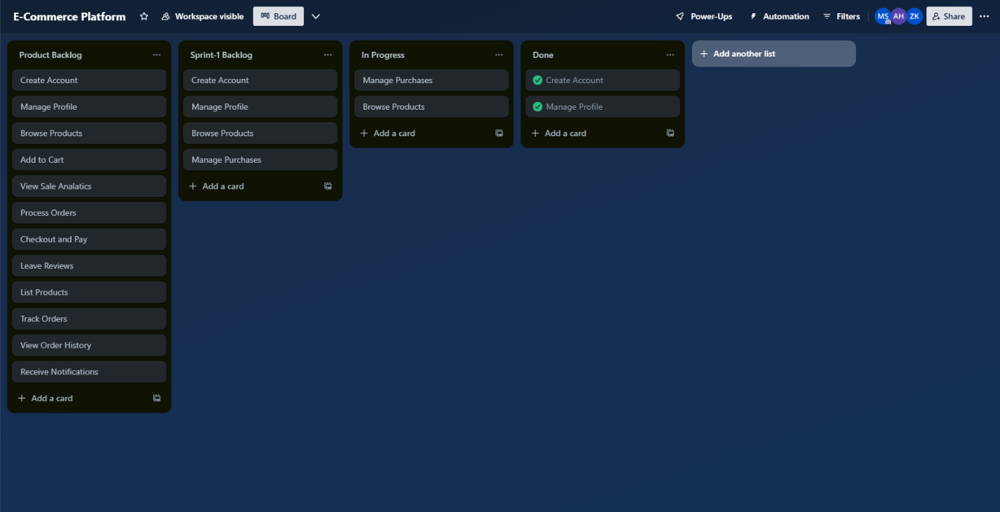 E-Commerce Platform
Workspace visible
Board
Power-Ups
Automation
Filters
MS
AH
ZK
Share
Product Backlog
Create Account
Manage Profile
Browse Products
Add to Cart
View Sale Analatics
Process Orders
Checkout and Pay
Leave Reviews
List Products
Track Orders
View Order History
Receive Notifications
Add a card
Sprint-1 Backlog
Create Account
Manage Profile
Browse Products
Manage Purchases
Add a card
In Progress
Manage Purchases
Browse Products
Add a card
Done
Create Account
Manage Profile
Add a card
Add another list